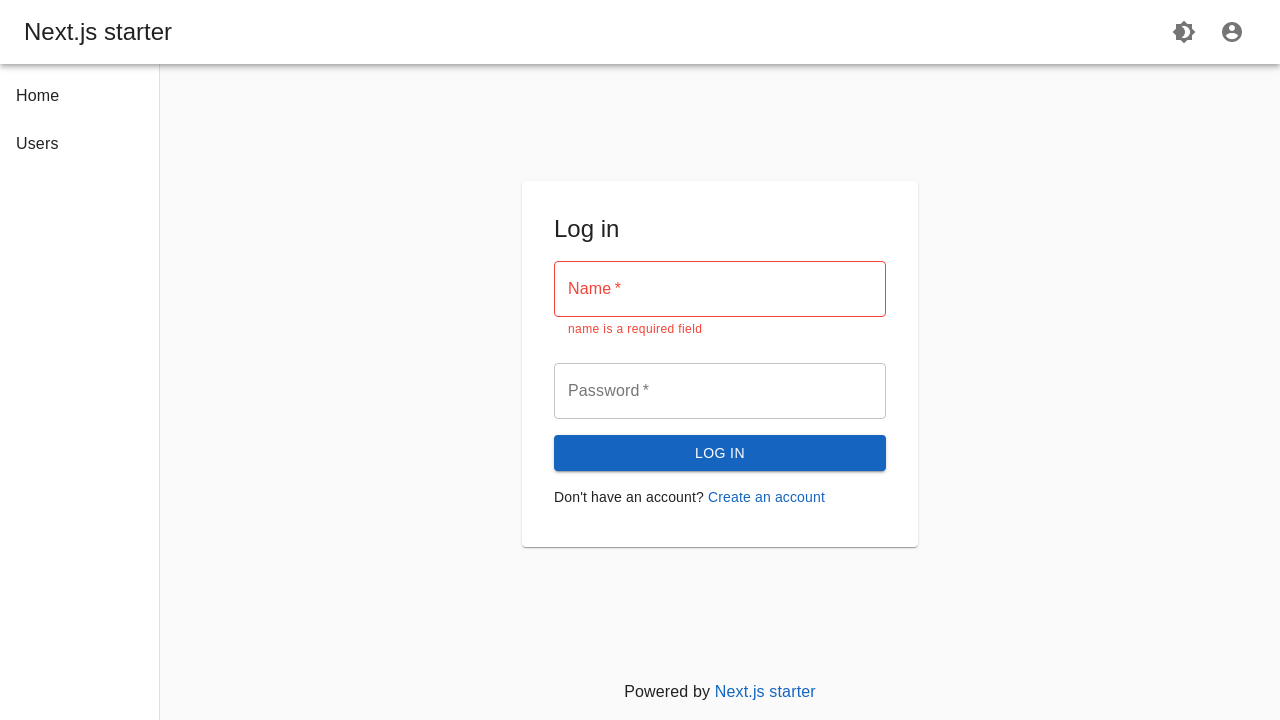 Next.js starter
Home
Users
Log in
Name *
name is a required field
Password *
LOG IN
Don't have an account? Create an account
Powered by Next.js starter